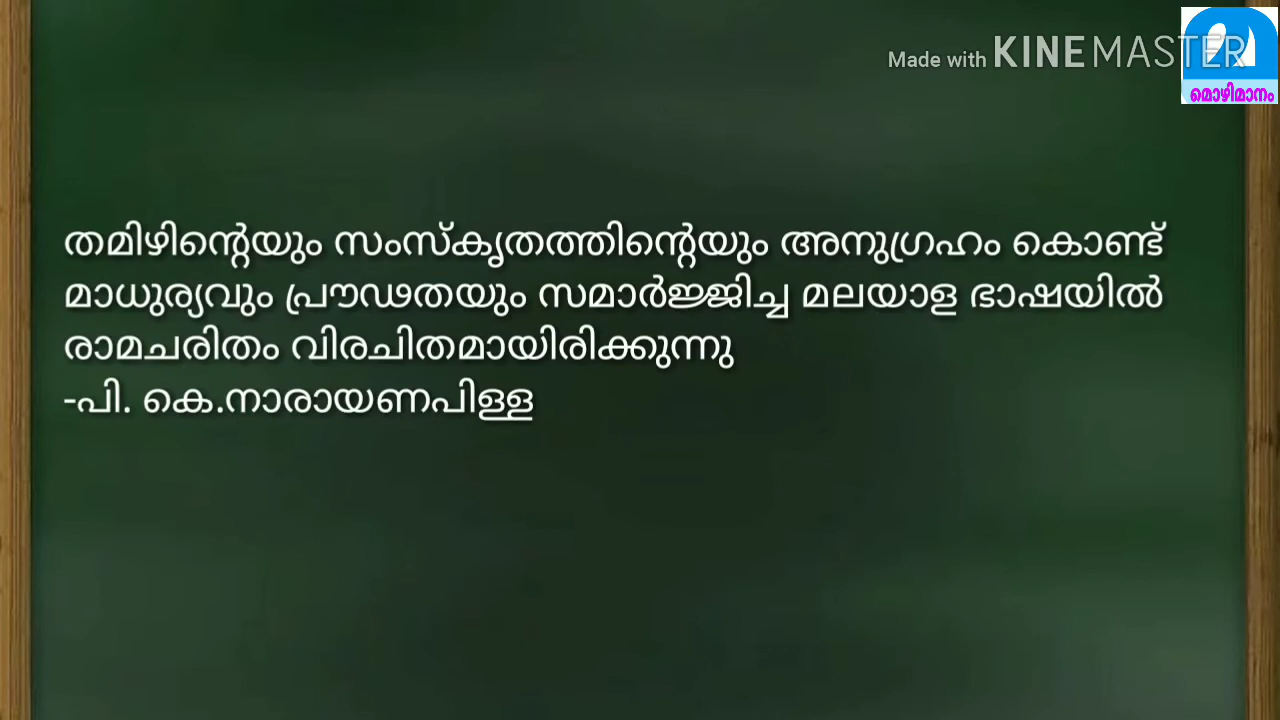 Made with KINEMASTER
മൊഴിമാനം
തമിഴിന്റെയും സംസ്കൃതത്തിന്റെയും അനുഗ്രഹം കൊണ്ട്
മാധുര്യവും പ്രൗഢതയും സമാർജ്ജിച്ച മലയാള ഭാഷയിൽ
രാമചരിതം വിരചിതമായിരിക്കുന്നു
-പി. കെ.നാരായണപിള്ള